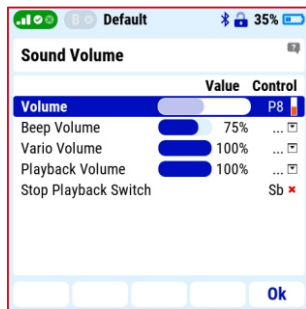 B Default 35%
Sound Volume
Value Control
Volume P8
Beep Volume 75% ...
Vario Volume 100% ...
Playback Volume 100% ...
Stop Playback Switch Sb
Ok